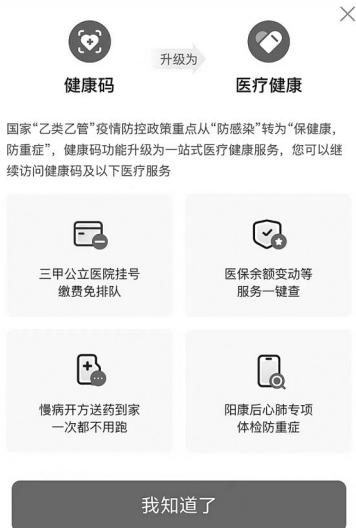 健康码
升级为
医疗健康
国家“乙类乙管”疫情防控政策重点从“防感染”转为“保健康，
防重症”，健康码功能升级为一站式医疗健康服务，您可以继
续访问健康码及以下医疗服务
三甲公立医院挂号
缴费免排队
医保余额变动等
服务一键查
慢病开方送药到家
一次都不用跑
阳康后心肺专项
体检防重症
我知道了